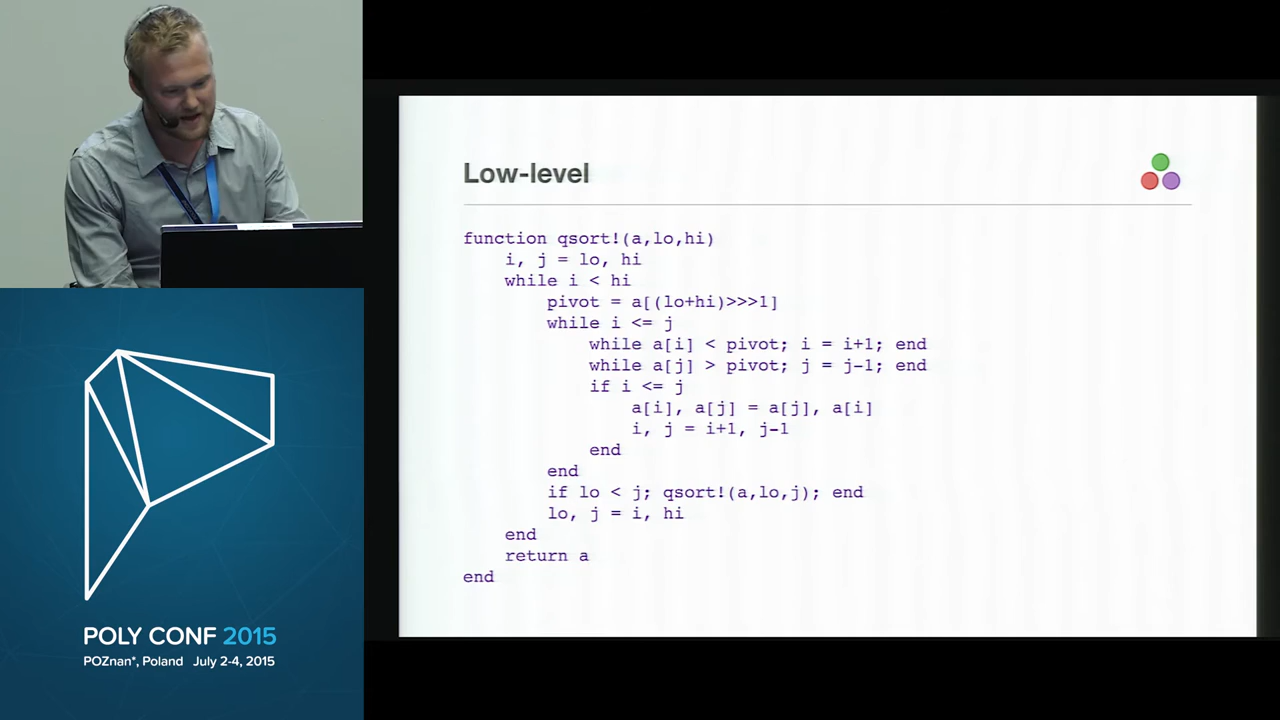 Low-level
function qsort!(a,lo,hi)
    i, j = lo, hi
    while i < hi
        pivot = a[(lo+hi)>>>1]
        while i <= j
            while a[i] < pivot; i = i+1; end
            while a[j] > pivot; j = j-1; end
            if i <= j
                a[i], a[j] = a[j], a[i]
                i, j = i+1, j-1
            end
        end
        if lo < j; qsort!(a,lo,j); end
        lo, j = i, hi
    end
    return a
end
POLY CONF 2015
POZnan*, Poland July 2-4, 2015